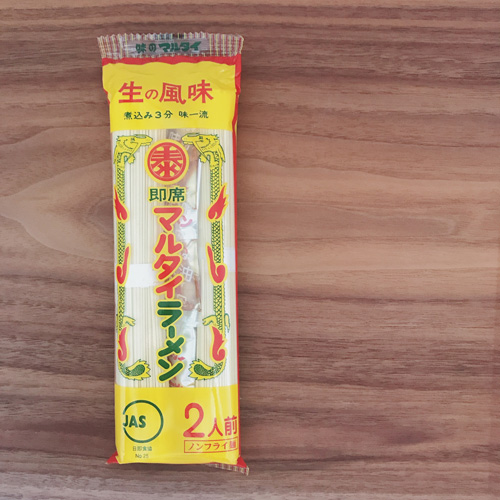 味のマルタイ
生の風味
煮込み3分 味一流
泰
即席
マルタイラーメン
JAS
2人前
ノンフライ麺